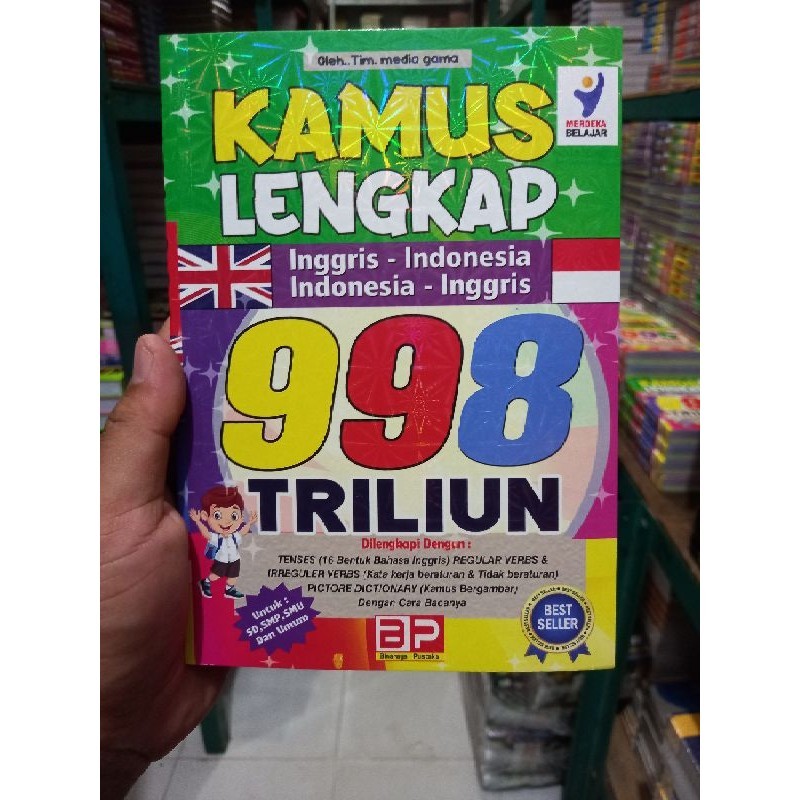 Oleh..Tim. media gama
KAMUS
LENGKAP
MERDEKA
BELAJAR
Inggris - Indonesia
Indonesia - Inggris
998
TRILIUN
Dilengkapi Dengan :
TENSES (16 Bentuk Bahasa Inggris) REGULAR VERBS &
IRREGULER VERBS (Kata kerja beraturan & Tidak beraturan)
PICTORE DICTIONARY (Kamus Bergambar)
Dengan Cara Bacanya
Untuk :
SD,SMP,SMU
Dan Umum
BEST
SELLER
BP
Pustaka